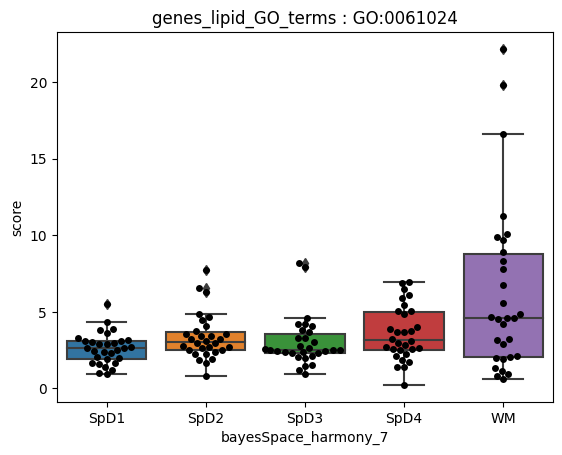 genes_lipid_GO_terms : GO:0061024
20
15
10
5
0
score
SpD1 SpD2 SpD3 SpD4 WM
bayesSpace_harmony_7